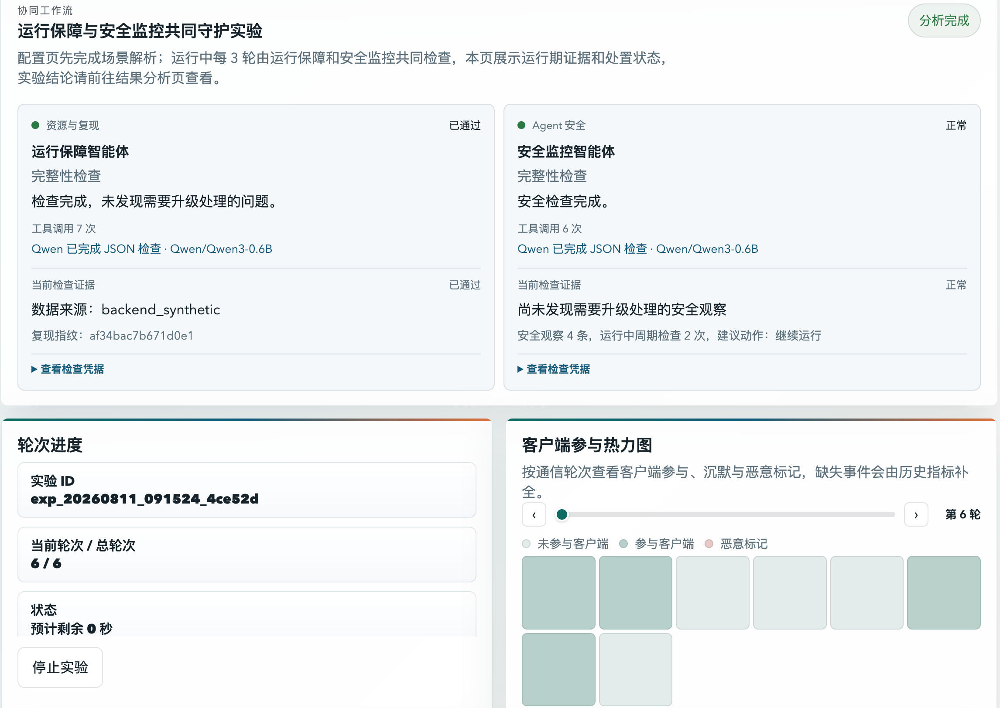 协同工作流
运行保障与安全监控共同守护实验
分析完成
配置页先完成场景解析；运行中每 3 轮由运行保障和安全监控共同检查，本页展示运行期证据和处置状态，
实验结论请前往结果分析页查看。
资源与复现
已通过
运行保障智能体
完整性检查
检查完成，未发现需要升级处理的问题。
工具调用 7 次
Qwen 已完成 JSON 检查 · Qwen/Qwen3-0.6B
当前检查证据
已通过
数据来源：backend_synthetic
复现指纹：af34bac7b671d0e1
▶ 查看检查凭据
Agent 安全
正常
安全监控智能体
完整性检查
安全检查完成。
工具调用 6 次
Qwen 已完成 JSON 检查 · Qwen/Qwen3-0.6B
当前检查证据
正常
尚未发现需要升级处理的安全观察
安全观察 4 条，运行中周期检查 2 次，建议动作：继续运行
▶ 查看检查凭据
轮次进度
实验 ID
exp_20260811_091524_4ce52d
当前轮次 / 总轮次
6 / 6
状态
预计剩余 0 秒
停止实验
客户端参与热力图
按通信轮次查看客户端参与、沉默与恶意标记，缺失事件会由历史指标补
全。
‹
›
第 6 轮
未参与客户端
参与客户端
恶意标记